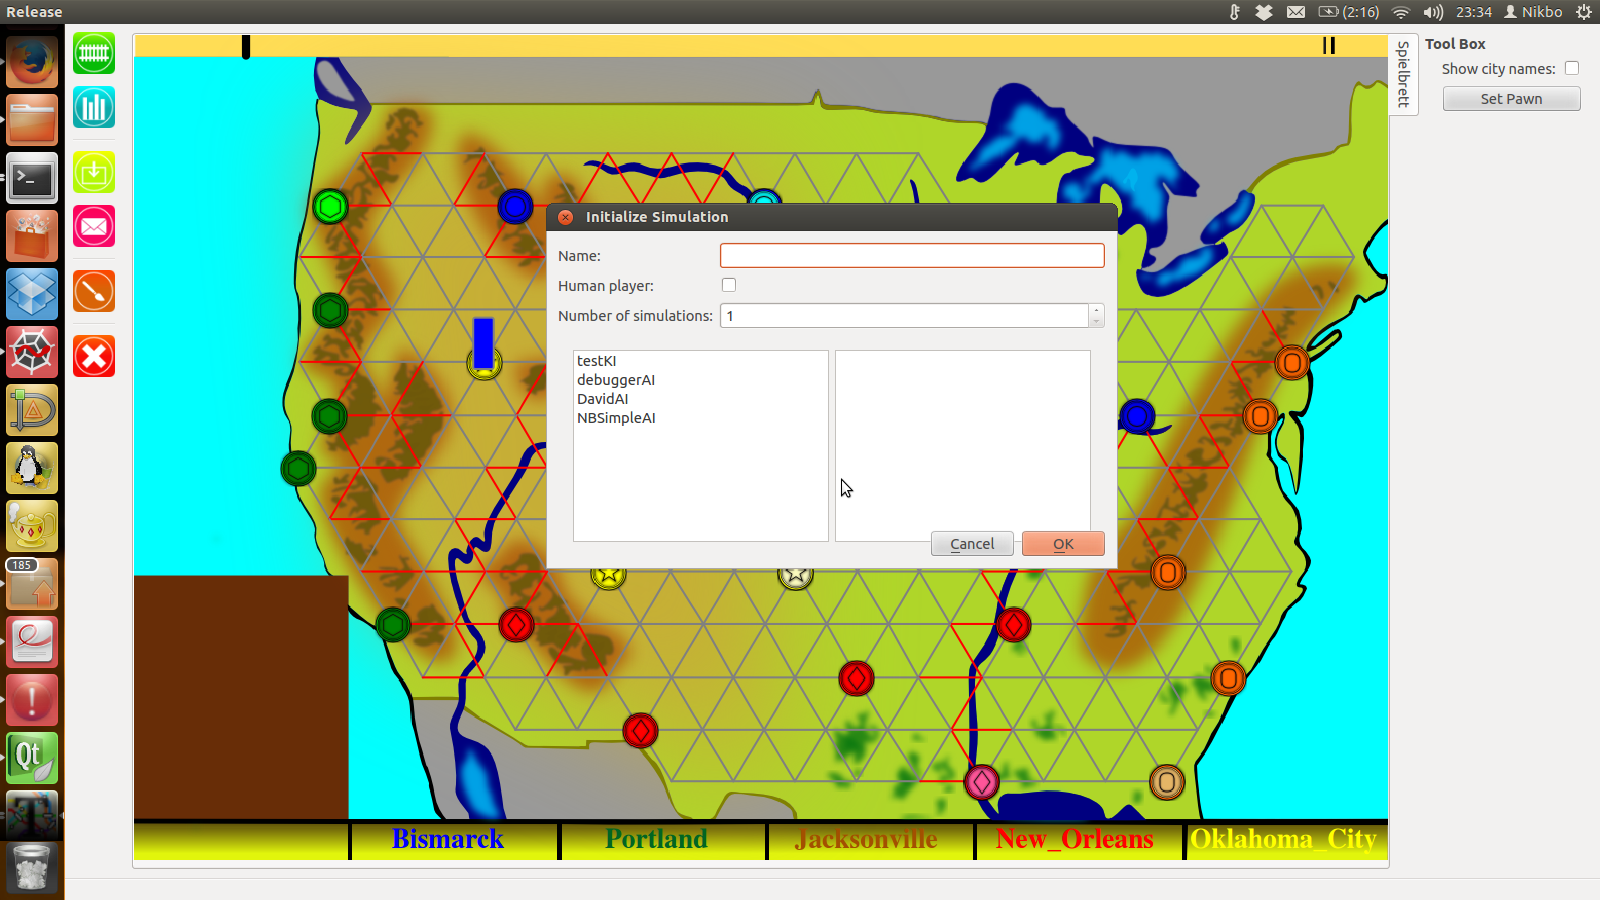 Release
(2:16)
23:34
Nikbo
Spielbrett
Tool Box
Show city names:
Set Pawn
Initialize Simulation
Name:
Human player:
Number of simulations:
1
testKI
debuggerAI
DavidAI
NBSimpleAI
Cancel
OK
185
Qt
Bismarck
Portland
Jacksonville
New_Orleans
Oklahoma_City